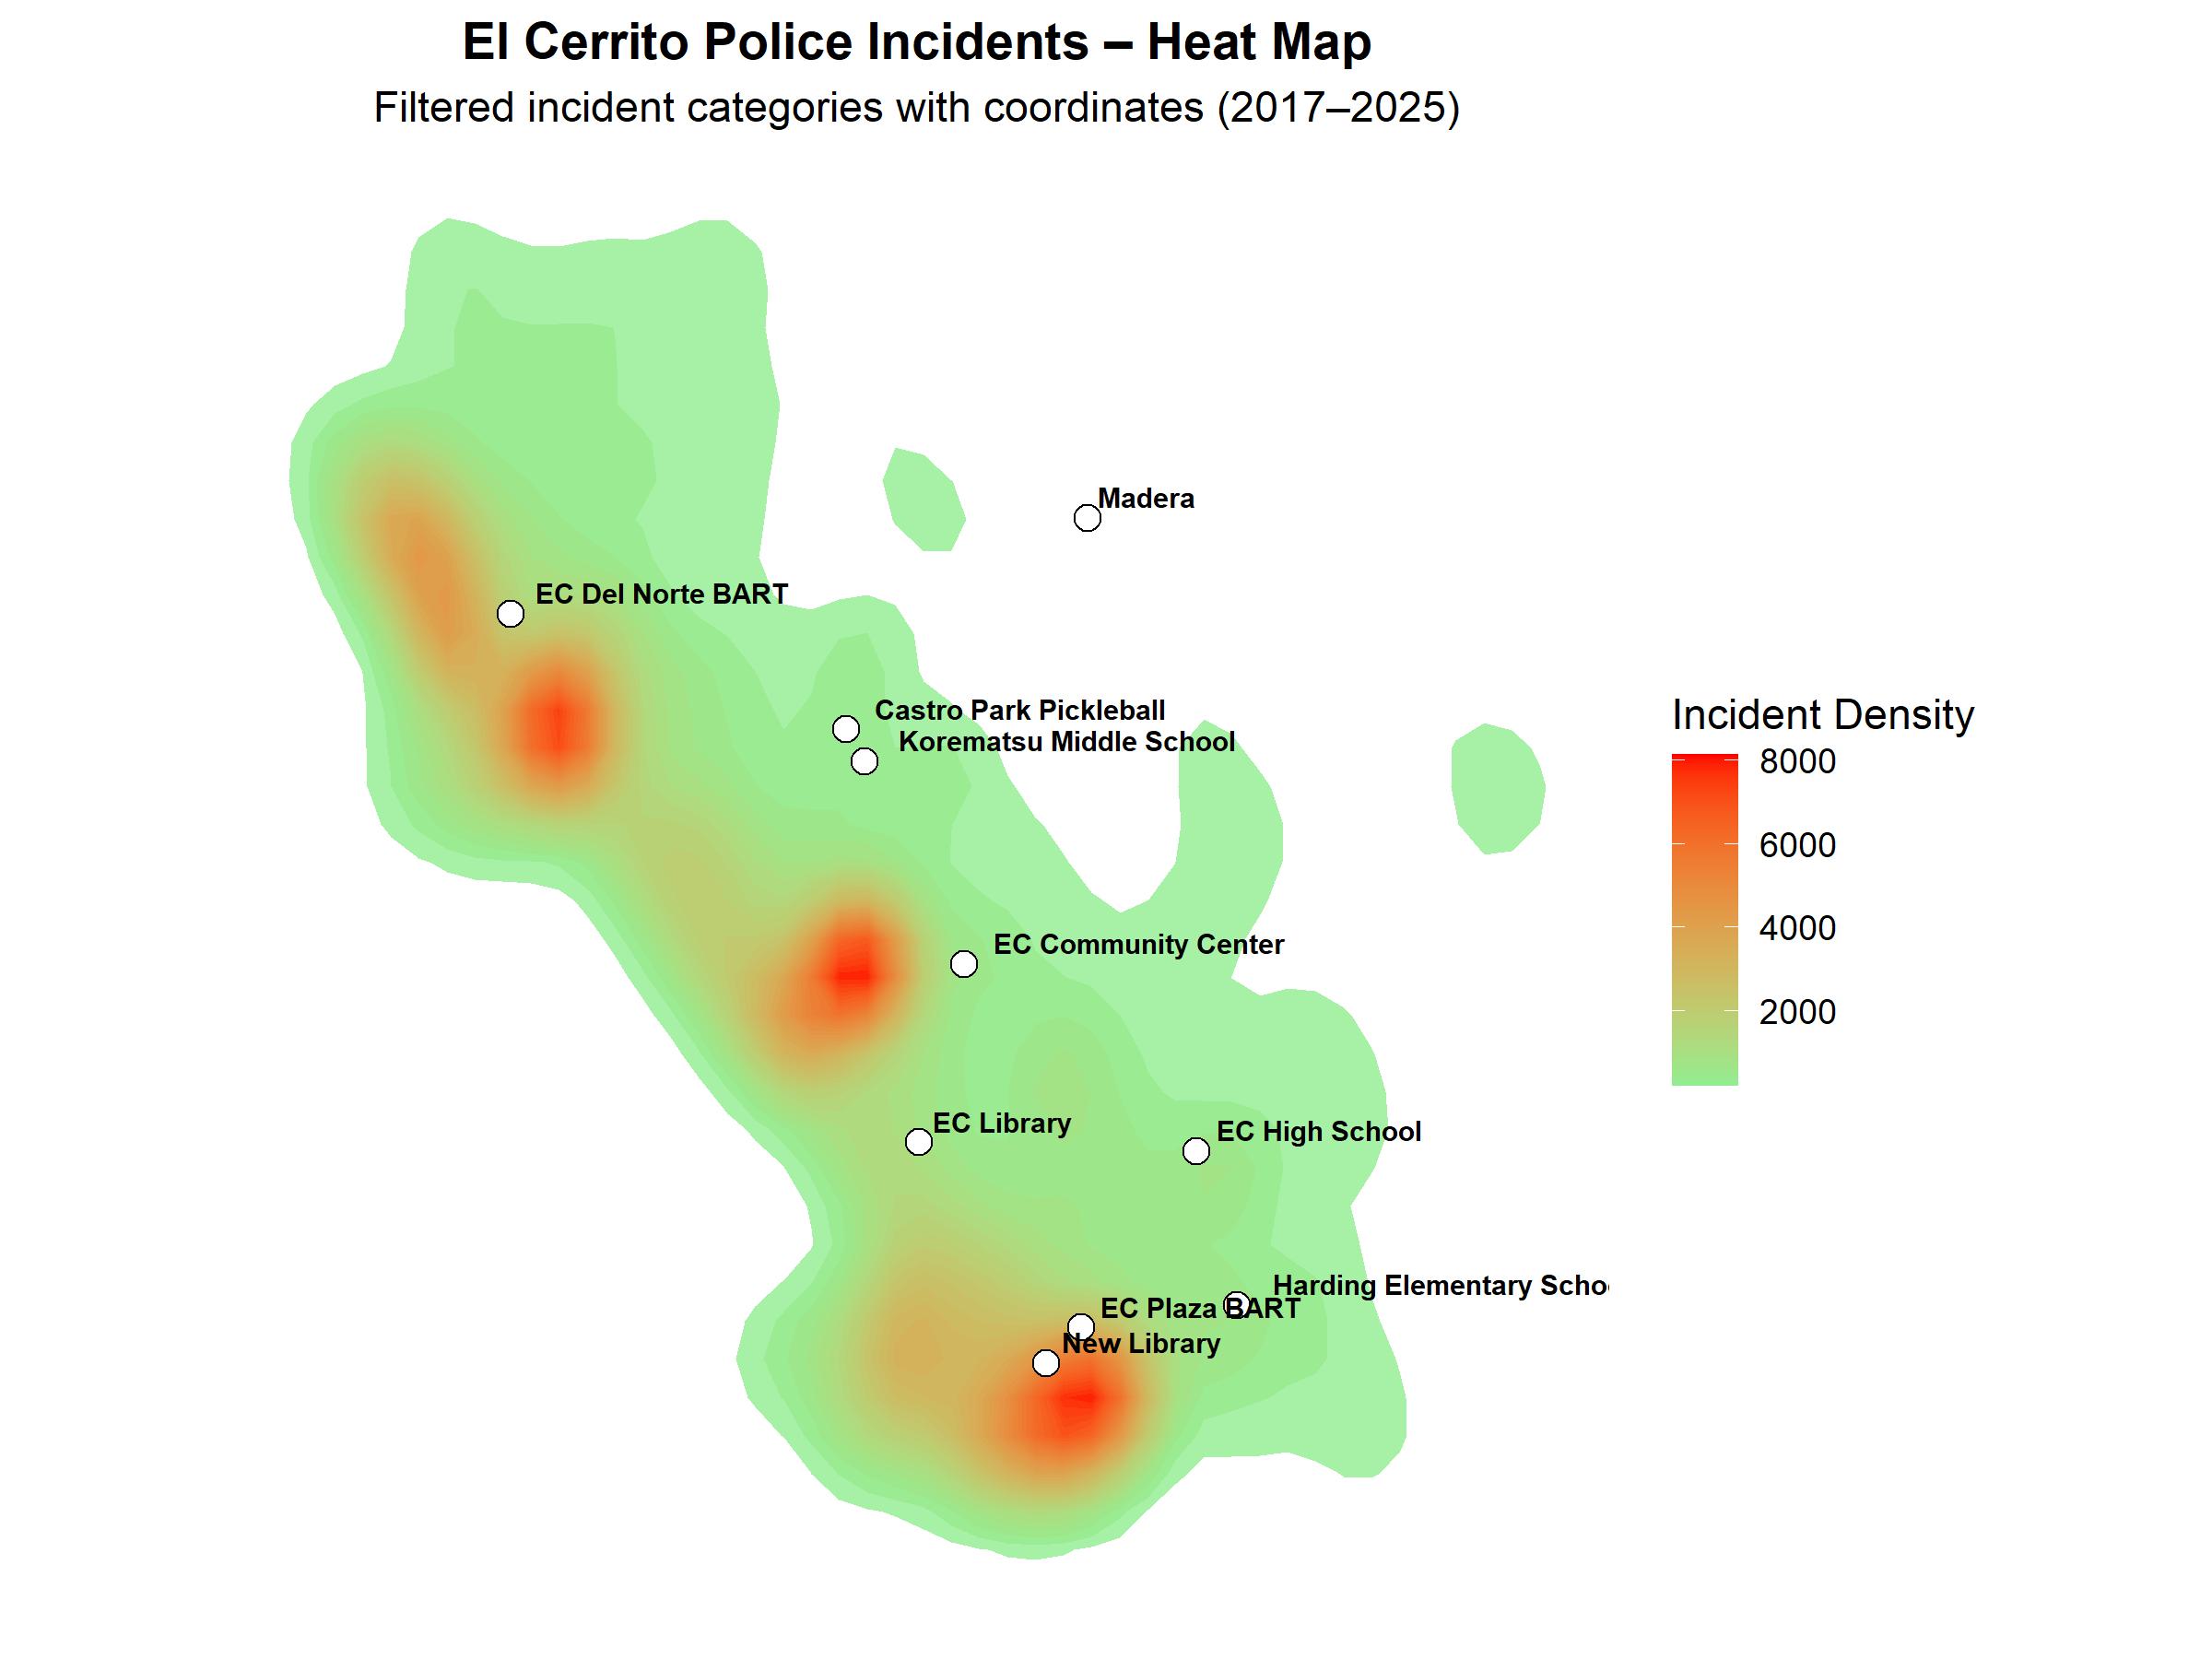 El Cerrito Police Incidents – Heat Map
Filtered incident categories with coordinates (2017–2025)
Madera
EC Del Norte BART
Castro Park Pickleball
Korematsu Middle School
Incident Density
8000
6000
4000
2000
EC Community Center
EC Library
EC High School
Harding Elementary Schoo
EC Plaza BART
New Library